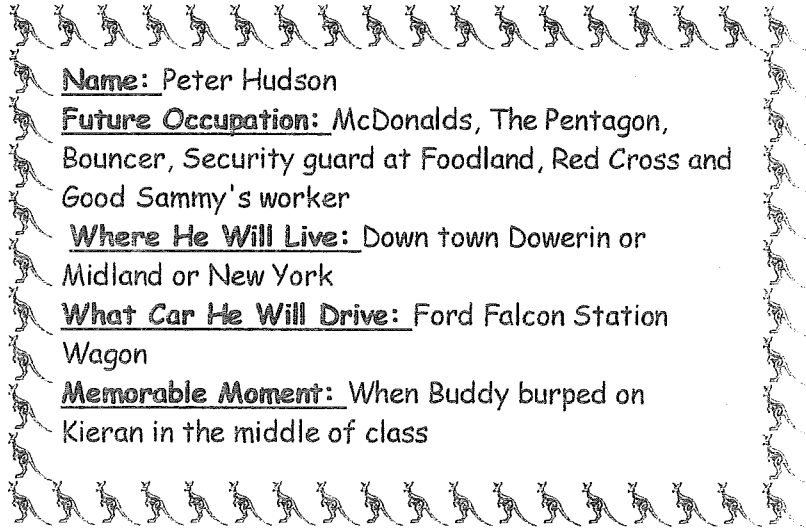 Name: Peter Hudson
Future Occupation: McDonalds, The Pentagon,
Bouncer, Security guard at Foodland, Red Cross and
Good Sammy's worker
Where He Will Live: Down town Dowerin or
Midland or New York
What Car He Will Drive: Ford Falcon Station
Wagon
Memorable Moment: When Buddy burped on
Kieran in the middle of class